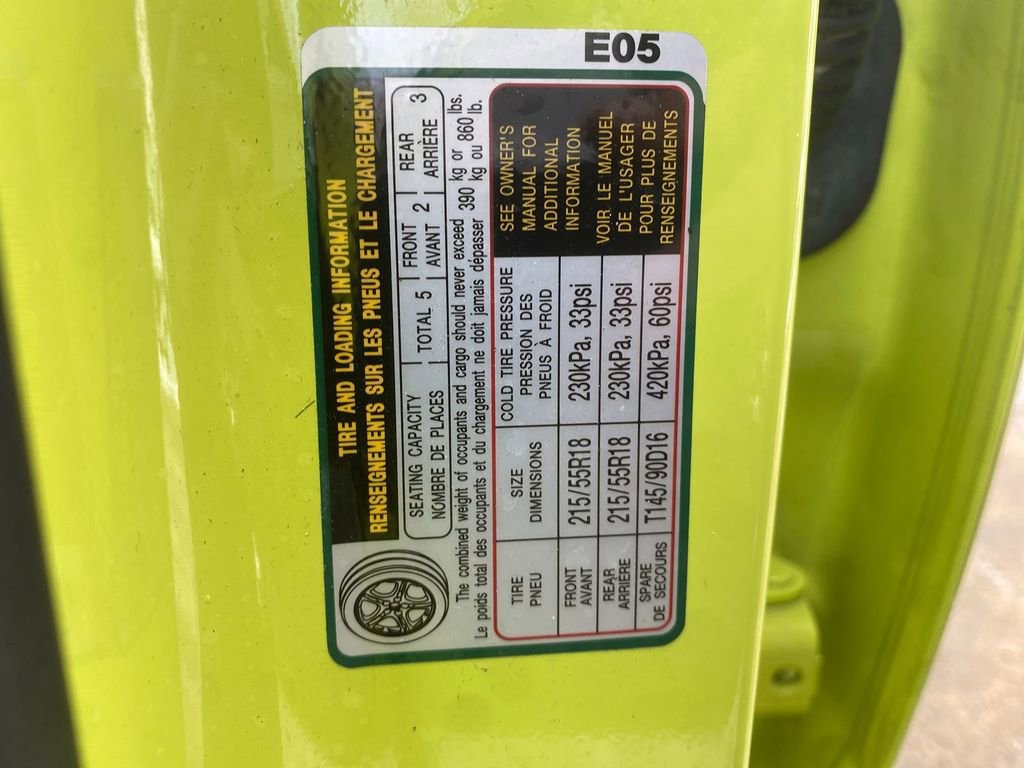 E05
TIRE AND LOADING INFORMATION
RENSEIGNEMENTS SUR LES PNEUS ET LE CHARGEMENT
SEATING CAPACITY
NOMBRE DE PLACES
TOTAL 5
FRONT
AVANT 2
REAR
ARRIÈRE 3
The combined weight of occupants and cargo should never exceed 390 kg or 860 lbs.
Le poids total des occupants et du chargement ne doit jamais dépasser 390 kg ou 860 lb.
TIRE
PNEU
SIZE
DIMENSIONS
COLD TIRE PRESSURE
PRESSION DES
PNEUS À FROID
FRONT
AVANT
215/55R18
230kPa, 33psi
REAR
ARRIÈRE
215/55R18
230kPa, 33psi
SPARE
DE SECOURS
T145/90D16
420kPa, 60psi
SEE OWNER'S
MANUAL FOR
ADDITIONAL
INFORMATION
VOIR LE MANUEL
DE L'USAGER
POUR PLUS DE
RENSEIGNEMENTS